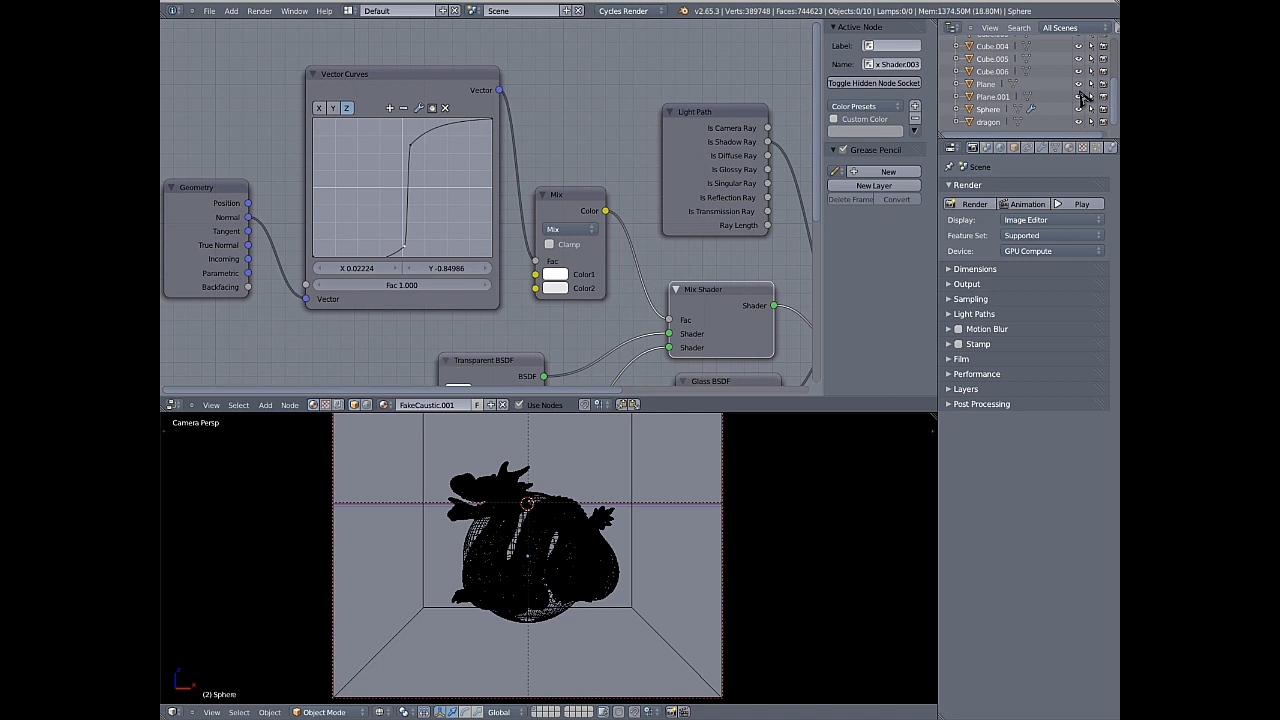 File Add Render Window Help Default Scene Cycles Render v2.65.3 | Verts:389748 | Faces:744623 | Objects:0/10 | Lamps:0/0 | Mem:1374.50M (18.80M) | Sphere
Vector Curves
Vector
X Y Z
X 0.02224 Y -0.84986
Fac 1.000
Vector
Geometry
Position
Normal
Tangent
True Normal
Incoming
Parametric
Backfacing
Mix
Color
Mix
Clamp
Fac
Color1
Color2
Light Path
Is Camera Ray
Is Shadow Ray
Is Diffuse Ray
Is Glossy Ray
Is Singular Ray
Is Reflection Ray
Is Transmission Ray
Ray Length
Mix Shader
Shader
Fac
Shader
Shader
Transparent BSDF
BSDF
Glass BSDF
Active Node
Label:
Name: x Shader.003
Toggle Hidden Node Socket
Color Presets
Custom Color
Grease Pencil
New
New Layer
Delete Frame Convert
View Search All Scenes
Cube.004
Cube.005
Cube.006
Plane
Plane.001
Sphere
dragon
Scene
Render
Render Animation Play
Display: Image Editor
Feature Set: Supported
Device: GPU Compute
Dimensions
Output
Sampling
Light Paths
Motion Blur
Stamp
Film
Performance
Layers
Post Processing
View Select Add Node FakeCaustic.001 F Use Nodes
Camera Persp
(2) Sphere
View Select Object Object Mode Global